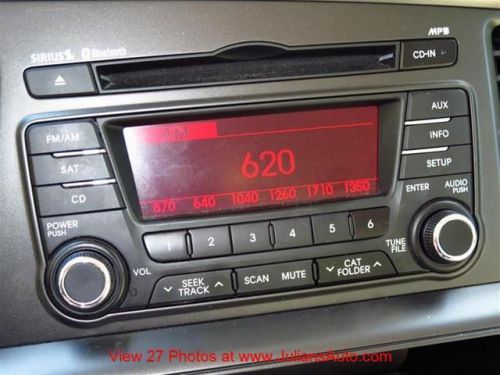 SIRIUS Bluetooth
MP3
CD-IN
AUX
FM/AM
INFO
SAT
SETUP
CD
AM
620
870 640 1040 1260 1710 1350
ENTER
AUDIO
PUSH
POWER
PUSH
1 2 3 4 5 6
VOL
TUNE
FILE
SEEK
TRACK
SCAN
MUTE
CAT
FOLDER
View 27 Photos at www.JuliansAuto.com